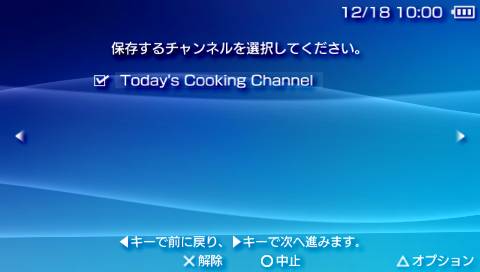 12/18 10:00
保存するチャンネルを選択してください。
Today's Cooking Channel
◀キーで前に戻り、▶キーで次へ進みます。
✕解除 ○中止 △オプション